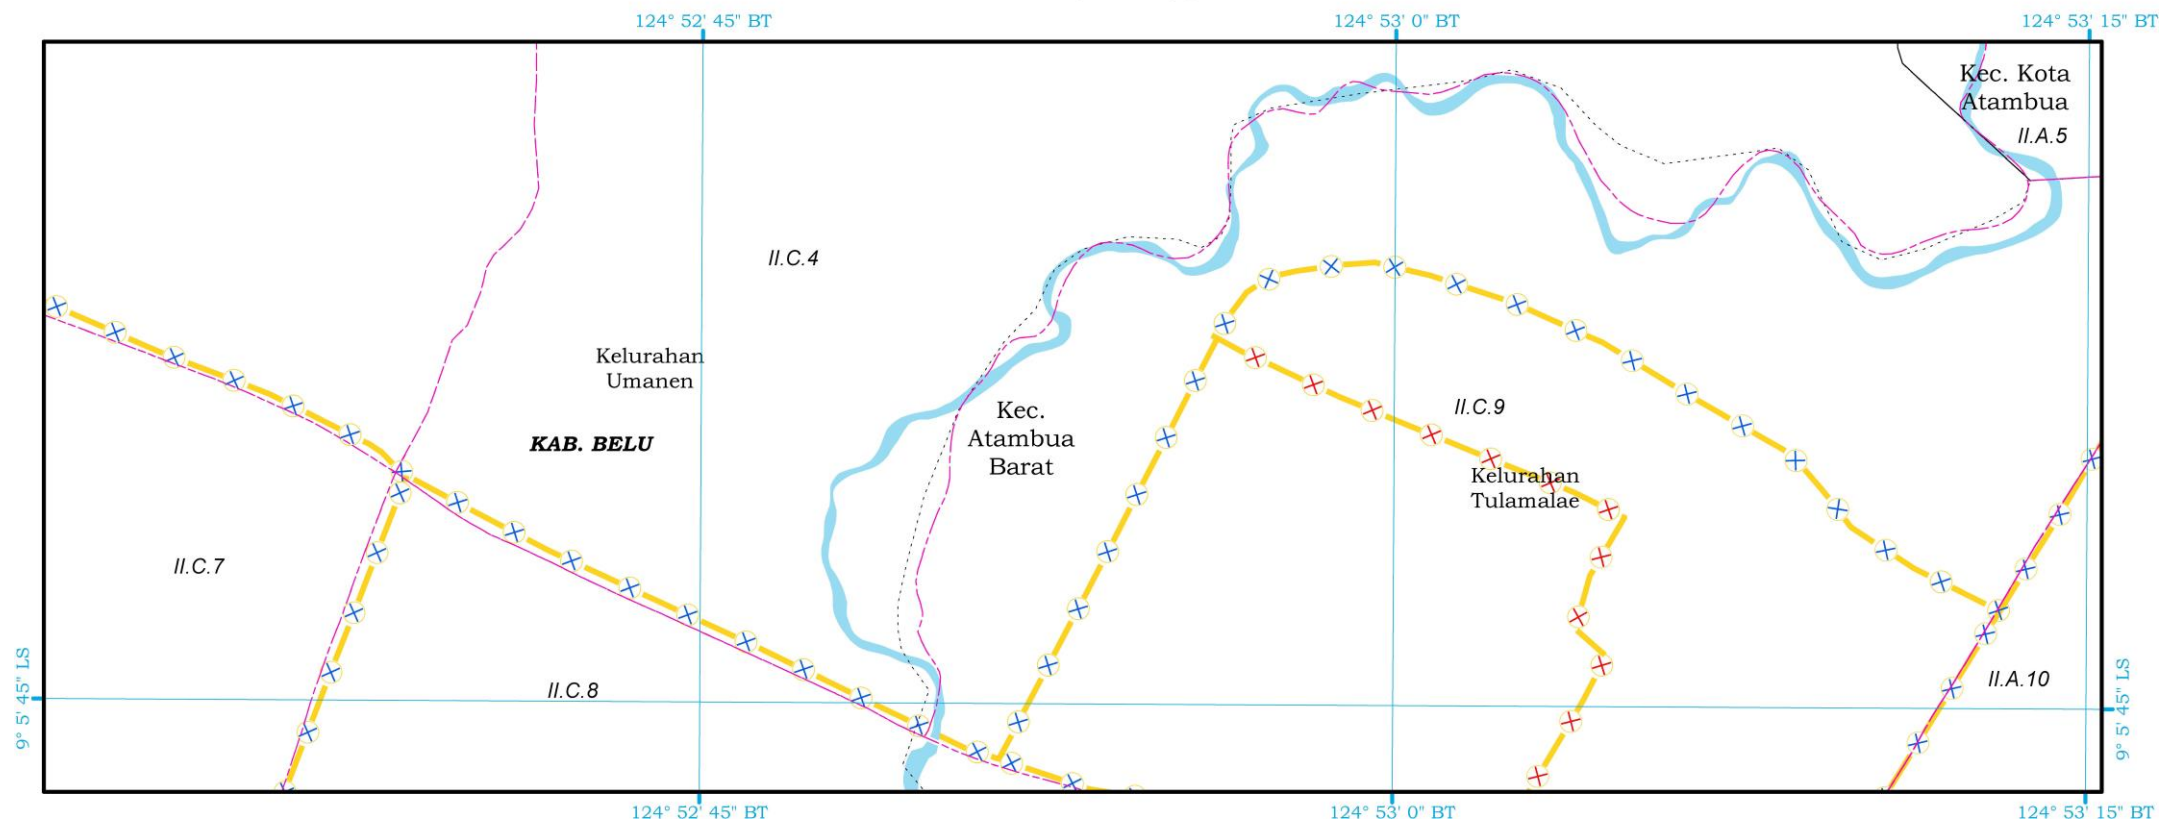 124° 52' 45" BT
124° 53' 0" BT
124° 53' 15" BT
Kec. Kota
Atambua
II.A.5
II.C.4
Kelurahan
Umanen
KAB. BELU
Kec.
Atambua
Barat
II.C.9
Kelurahan
Tulamalae
II.C.7
II.C.8
II.A.10
9° 5' 45" LS
9° 5' 45" LS
124° 52' 45" BT
124° 53' 0" BT
124° 53' 15" BT